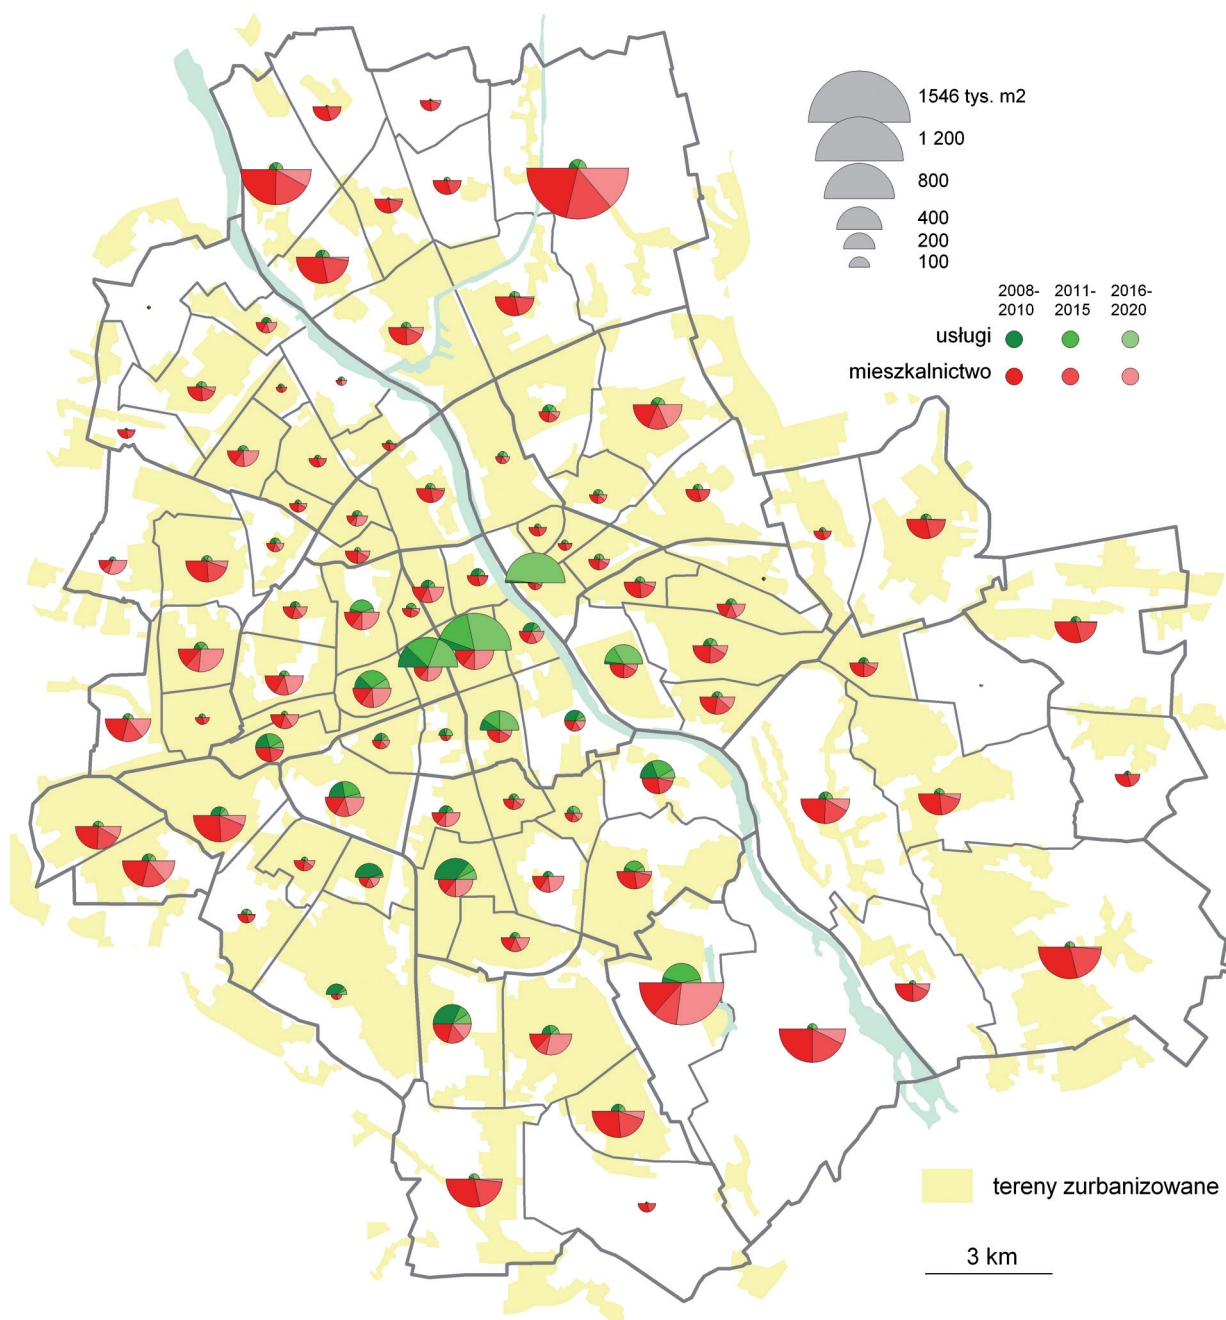 1546 tys. m2
1 200
800
400
200
100
2008- 2011- 2016-
2010 2015 2020
usługi
mieszkalnictwo
tereny zurbanizowane
3 km